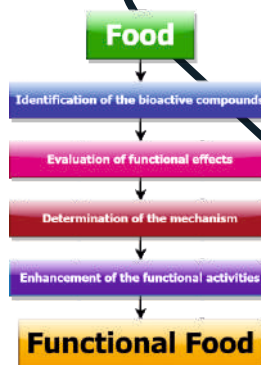 Food
Identification of the bioactive compounds
Evaluation of functional effects
Determination of the mechanism
Enhancement of the functional activities
Functional Food